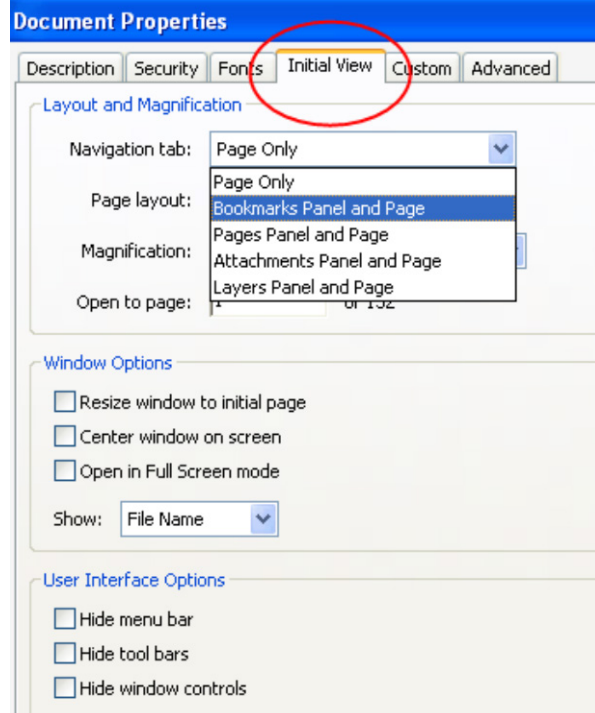 Document Properties
Description Security Fonts Initial View Custom Advanced
Layout and Magnification
Navigation tab: Page Only
Page Only
Page layout:
Bookmarks Panel and Page
Pages Panel and Page
Magnification:
Attachments Panel and Page
Layers Panel and Page
Open to page: 1 of 152
Window Options
Resize window to initial page
Center window on screen
Open in Full Screen mode
Show: File Name
User Interface Options
Hide menu bar
Hide tool bars
Hide window controls